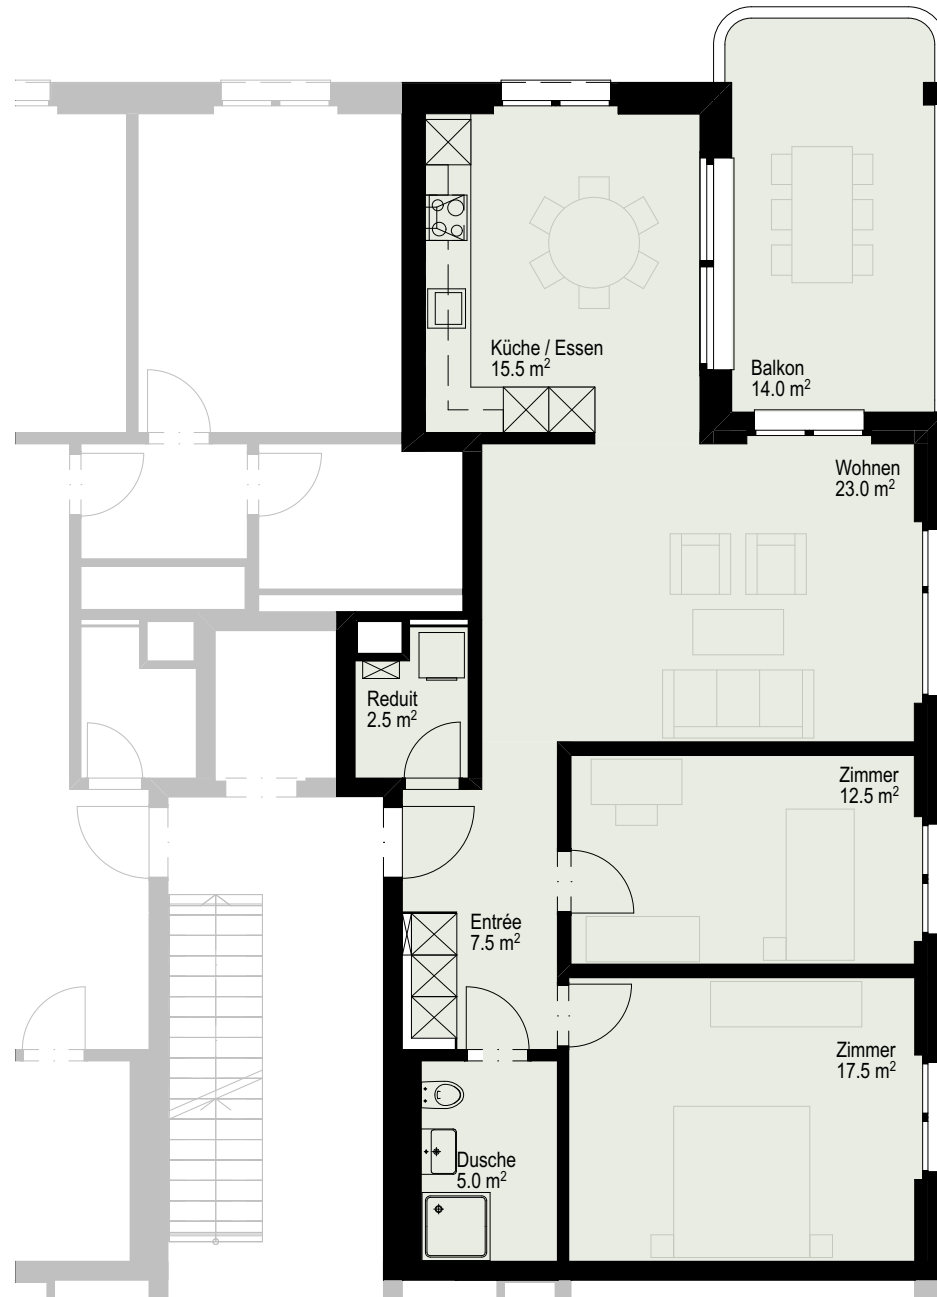 Küche / Essen
15.5 m²
Balkon
14.0 m²
Wohnen
23.0 m²
Reduit
2.5 m²
Zimmer
12.5 m²
Entrée
7.5 m²
Zimmer
17.5 m²
Dusche
5.0 m²